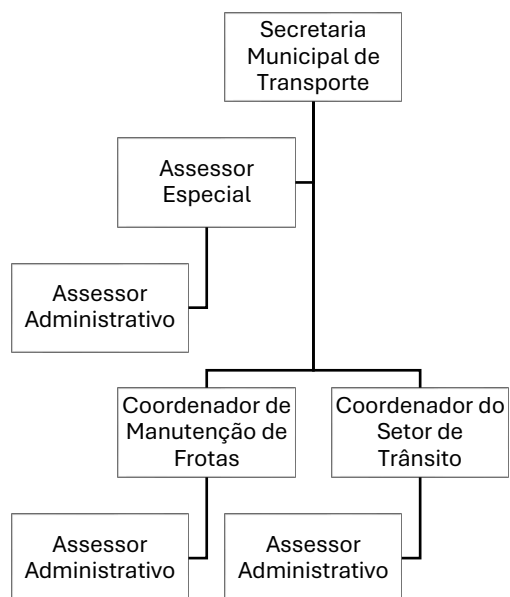 Secretaria
Municipal de
Transporte
Assessor
Especial
Assessor
Administrativo
Coordenador de
Manutenção de
Frotas
Coordenador do
Setor de
Trânsito
Assessor
Administrativo
Assessor
Administrativo